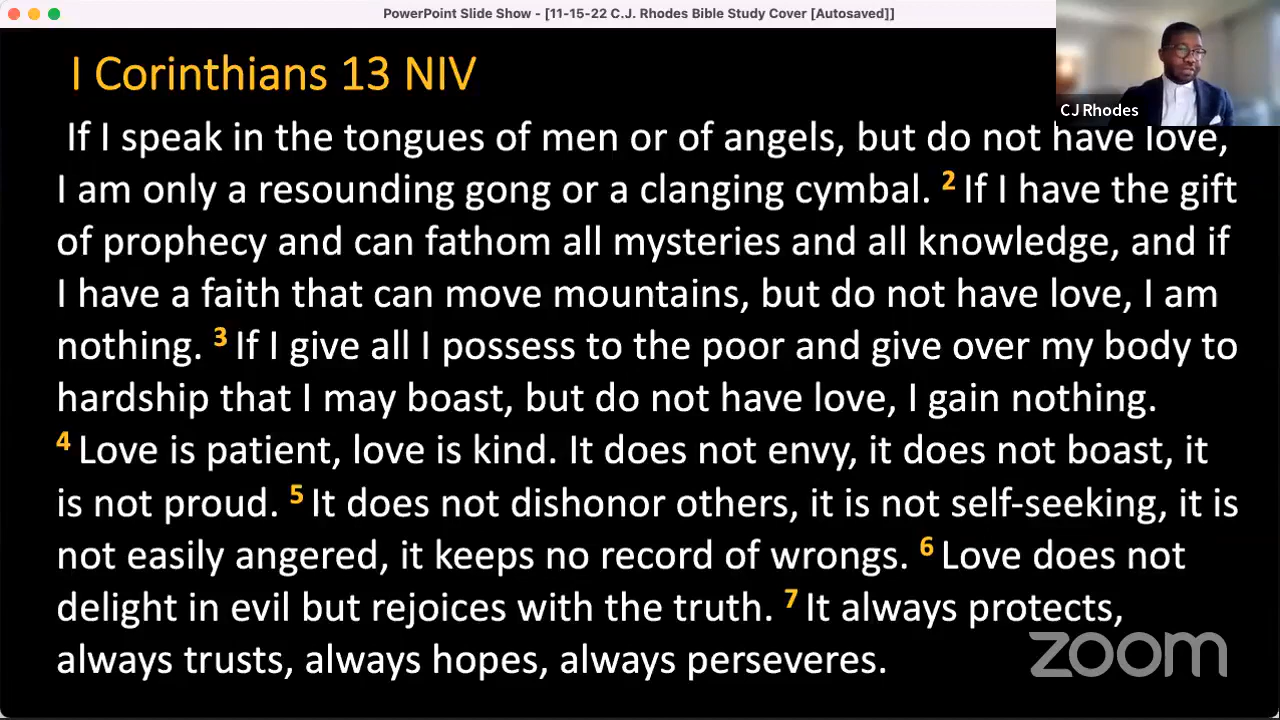 PowerPoint Slide Show - [11-15-22 C.J. Rhodes Bible Study Cover [Autosaved]]
I Corinthians 13 NIV
CJ Rhodes
If I speak in the tongues of men or of angels, but do not have love,
I am only a resounding gong or a clanging cymbal. 2 If I have the gift
of prophecy and can fathom all mysteries and all knowledge, and if
I have a faith that can move mountains, but do not have love, I am
nothing. 3 If I give all I possess to the poor and give over my body to
hardship that I may boast, but do not have love, I gain nothing.
4 Love is patient, love is kind. It does not envy, it does not boast, it
is not proud. 5 It does not dishonor others, it is not self-seeking, it is
not easily angered, it keeps no record of wrongs. 6 Love does not
delight in evil but rejoices with the truth. 7 It always protects,
always trusts, always hopes, always perseveres.
zoom